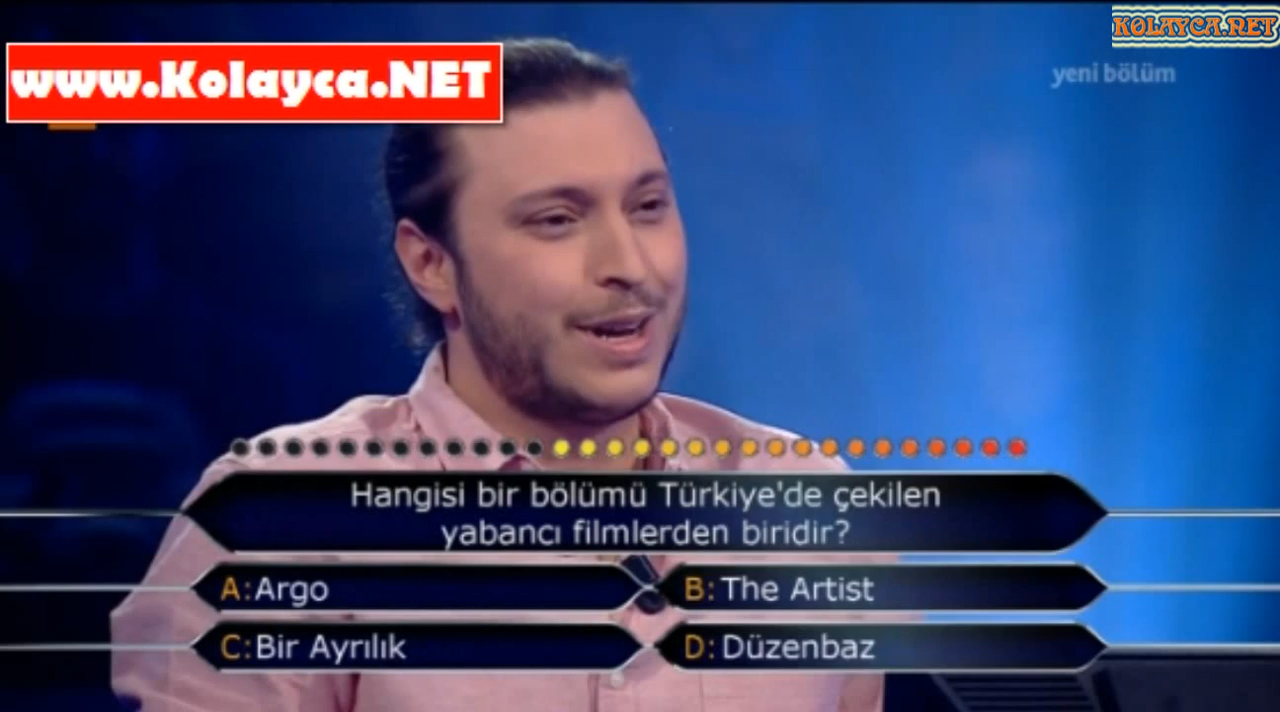 www.Kolayca.NET
KOLAYCA.NET
yeni bölüm
Hangisi bir bölümü Türkiye'de çekilen
yabancı filmlerden biridir?
A: Argo
B: The Artist
C: Bir Ayrılık
D: Düzenbaz